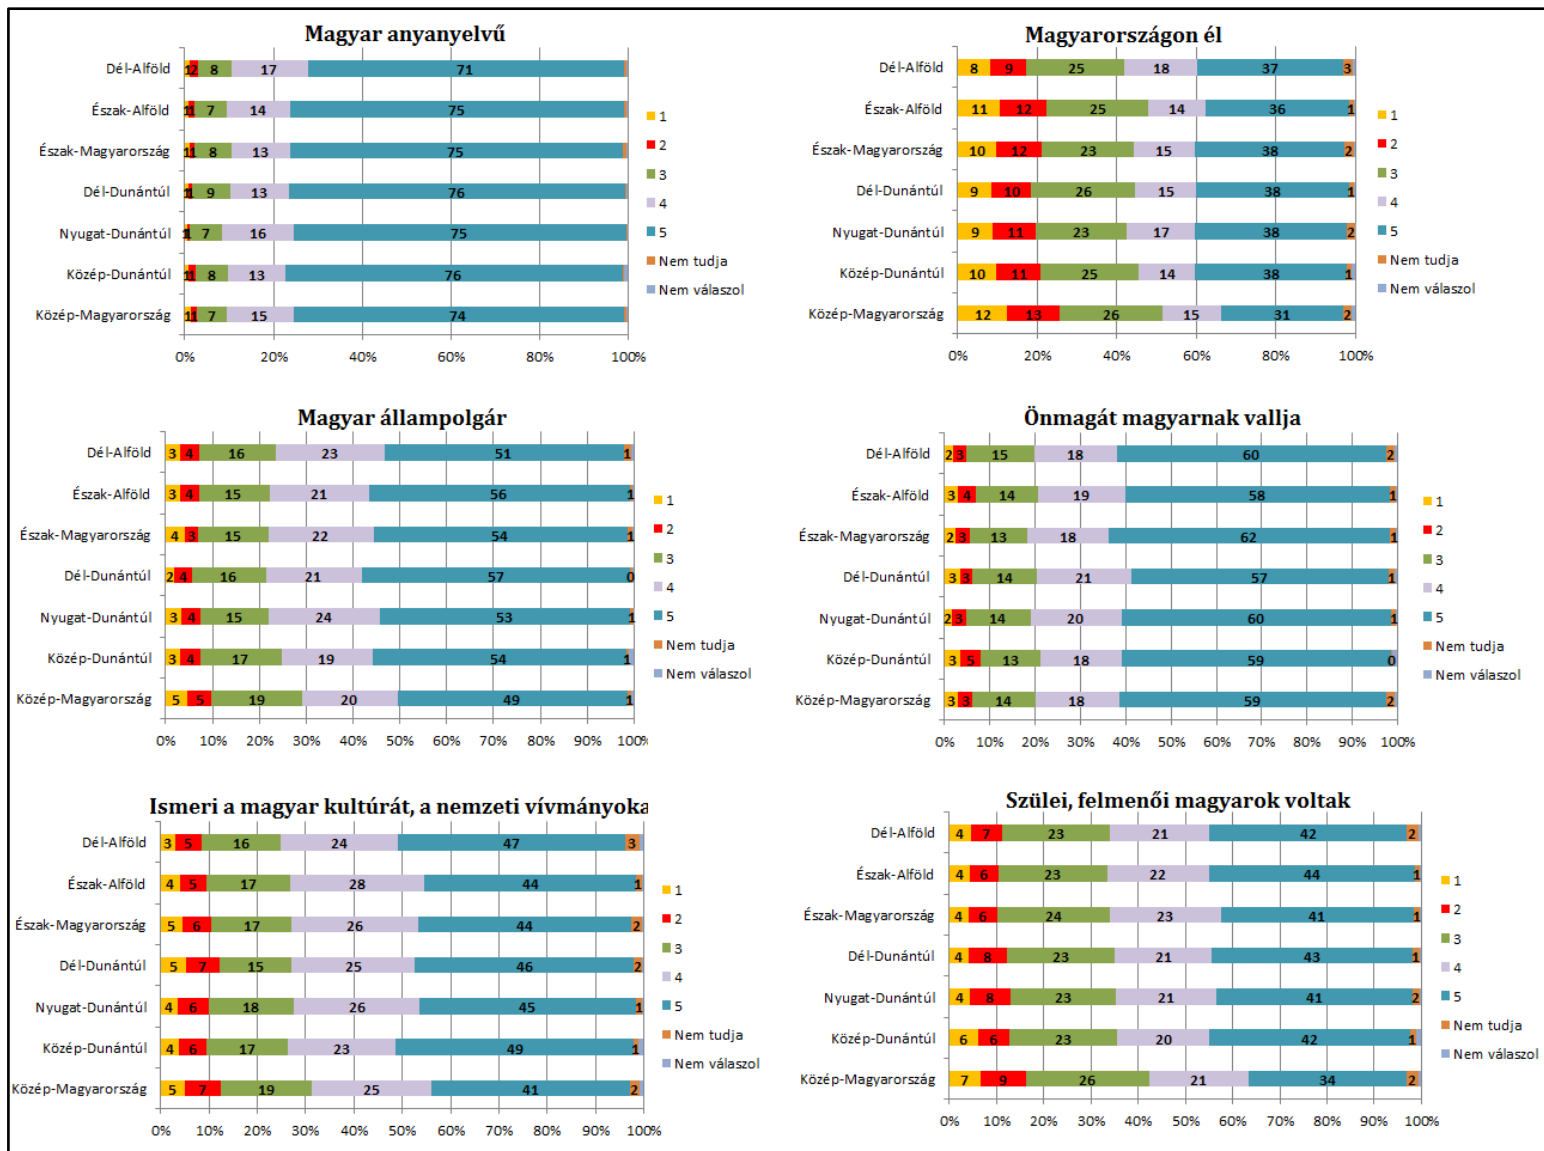 Magyar anyanyelvű
Dél-Alföld 1 2 8 17 71
Észak-Alföld 1 1 7 14 75
Észak-Magyarország 1 1 8 13 75
Dél-Dunántúl 1 1 9 13 76
Nyugat-Dunántúl 1 1 7 16 75
Közép-Dunántúl 1 1 8 13 76
Közép-Magyarország 1 1 7 15 74
0% 20% 40% 60% 80% 100%
1
2
3
4
5
Nem tudja
Nem válaszol
Magyarországon él
Dél-Alföld 8 9 25 18 37 3
Észak-Alföld 11 12 25 14 36 1
Észak-Magyarország 10 12 23 15 38 2
Dél-Dunántúl 9 10 26 15 38 1
Nyugat-Dunántúl 9 11 23 17 38 2
Közép-Dunántúl 10 11 25 14 38 1
Közép-Magyarország 12 13 26 15 31 2
0% 20% 40% 60% 80% 100%
1
2
3
4
5
Nem tudja
Nem válaszol
Magyar állampolgár
Dél-Alföld 3 4 16 23 51 1
Észak-Alföld 3 4 15 21 56 1
Észak-Magyarország 4 3 15 22 54 1
Dél-Dunántúl 2 4 16 21 57 0
Nyugat-Dunántúl 3 4 15 24 53 1
Közép-Dunántúl 3 4 17 19 54 1
Közép-Magyarország 5 5 19 20 49 1
0% 10% 20% 30% 40% 50% 60% 70% 80% 90% 100%
1
2
3
4
5
Nem tudja
Nem válaszol
Önmagát magyarnak vallja
Dél-Alföld 2 3 15 18 60 2
Észak-Alföld 3 4 14 19 58 1
Észak-Magyarország 2 3 13 18 62 1
Dél-Dunántúl 3 3 14 21 57 1
Nyugat-Dunántúl 2 3 14 20 60 1
Közép-Dunántúl 3 5 13 18 59 0
Közép-Magyarország 3 3 14 18 59 2
0% 10% 20% 30% 40% 50% 60% 70% 80% 90% 100%
1
2
3
4
5
Nem tudja
Nem válaszol
Ismeri a magyar kultúrát, a nemzeti vívmányoka
Dél-Alföld 3 5 16 24 47 3
Észak-Alföld 4 5 17 28 44 1
Észak-Magyarország 5 6 17 26 44 2
Dél-Dunántúl 5 7 15 25 46 2
Nyugat-Dunántúl 4 6 18 26 45 1
Közép-Dunántúl 4 6 17 23 49 1
Közép-Magyarország 5 7 19 25 41 2
0% 10% 20% 30% 40% 50% 60% 70% 80% 90% 100%
1
2
3
4
5
Nem tudja
Nem válaszol
Szülei, felmenői magyarok voltak
Dél-Alföld 4 7 23 21 42 2
Észak-Alföld 4 6 23 22 44 1
Észak-Magyarország 4 6 24 23 41 1
Dél-Dunántúl 4 8 23 21 43 1
Nyugat-Dunántúl 4 8 23 21 41 2
Közép-Dunántúl 6 6 23 20 42 1
Közép-Magyarország 7 9 26 21 34 2
0% 10% 20% 30% 40% 50% 60% 70% 80% 90% 100%
1
2
3
4
5
Nem tudja
Nem válaszol